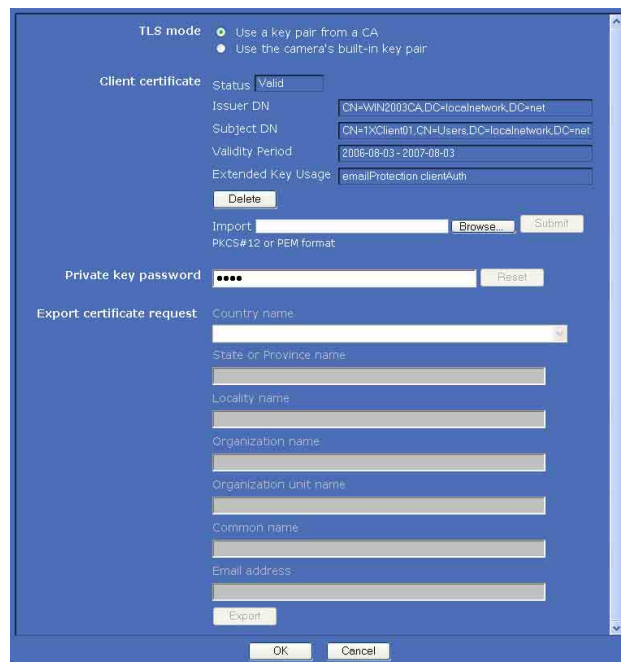 TLS mode Use a key pair from a CA
Use the camera's built-in key pair
Client certificate Status Valid
Issuer DN CN=WIN2003CA,DC=localnetwork,DC=net
Subject DN CN=1XClient01,CN=Users,DC=localnetwork,DC=net
Validity Period 2006-08-03 - 2007-08-03
Extended Key Usage emailProtection clientAuth
Delete
Import Browse... Submit
PKCS#12 or PEM format
Private key password •••• Reset
Export certificate request Country name
State or Province name
Locality name
Organization name
Organization unit name
Common name
Email address
Export
OK Cancel